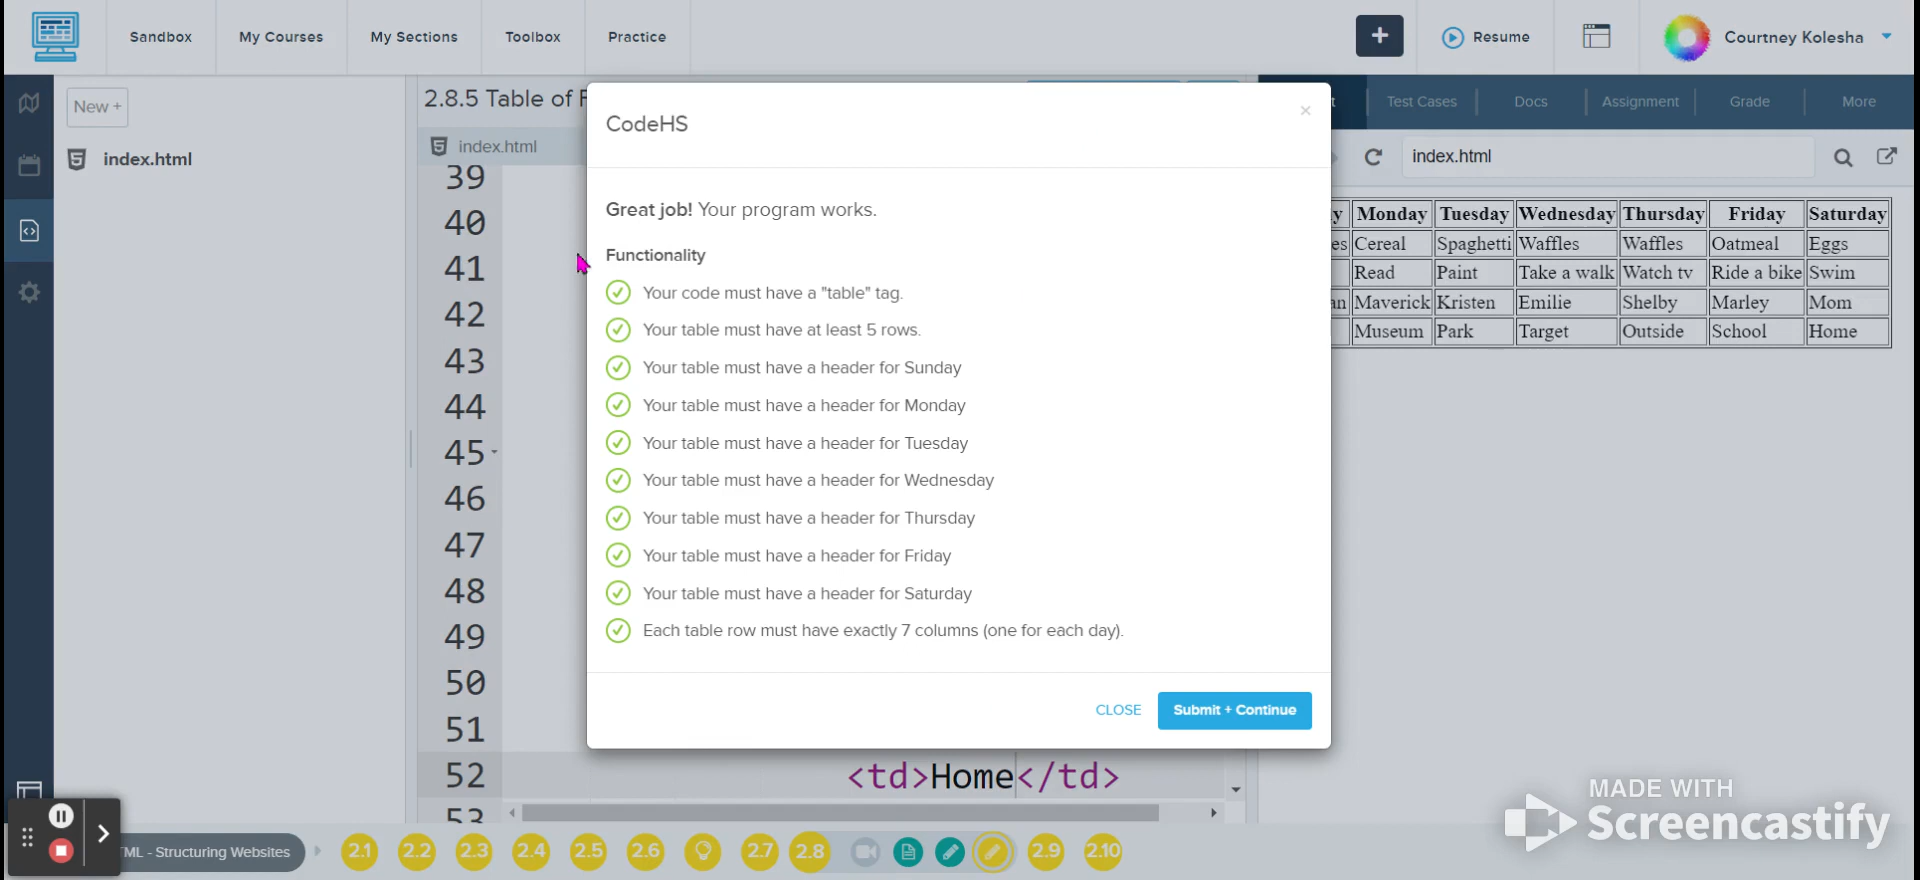 Sandbox
My Courses
My Sections
Toolbox
Practice
+
Resume
Courtney Kolesha
New +
index.html
2.8.5 Table of F
index.html
39
40
41
42
43
44
45
46
47
48
49
50
51
52
53
<td>Home</td>
CodeHS
×
Great job! Your program works.
Functionality
Your code must have a "table" tag.
Your table must have at least 5 rows.
Your table must have a header for Sunday
Your table must have a header for Monday
Your table must have a header for Tuesday
Your table must have a header for Wednesday
Your table must have a header for Thursday
Your table must have a header for Friday
Your table must have a header for Saturday
Each table row must have exactly 7 columns (one for each day).
CLOSE
Submit + Continue
t
Test Cases
Docs
Assignment
Grade
More
index.html
y Monday Tuesday Wednesday Thursday Friday Saturday
es Cereal Spaghetti Waffles Waffles Oatmeal Eggs
Read Paint Take a walk Watch tv Ride a bike Swim
an Maverick Kristen Emilie Shelby Marley Mom
Museum Park Target Outside School Home
MADE WITH
Screencastify
TML - Structuring Websites
2.1 2.2 2.3 2.4 2.5 2.6 2.7 2.8 2.9 2.10